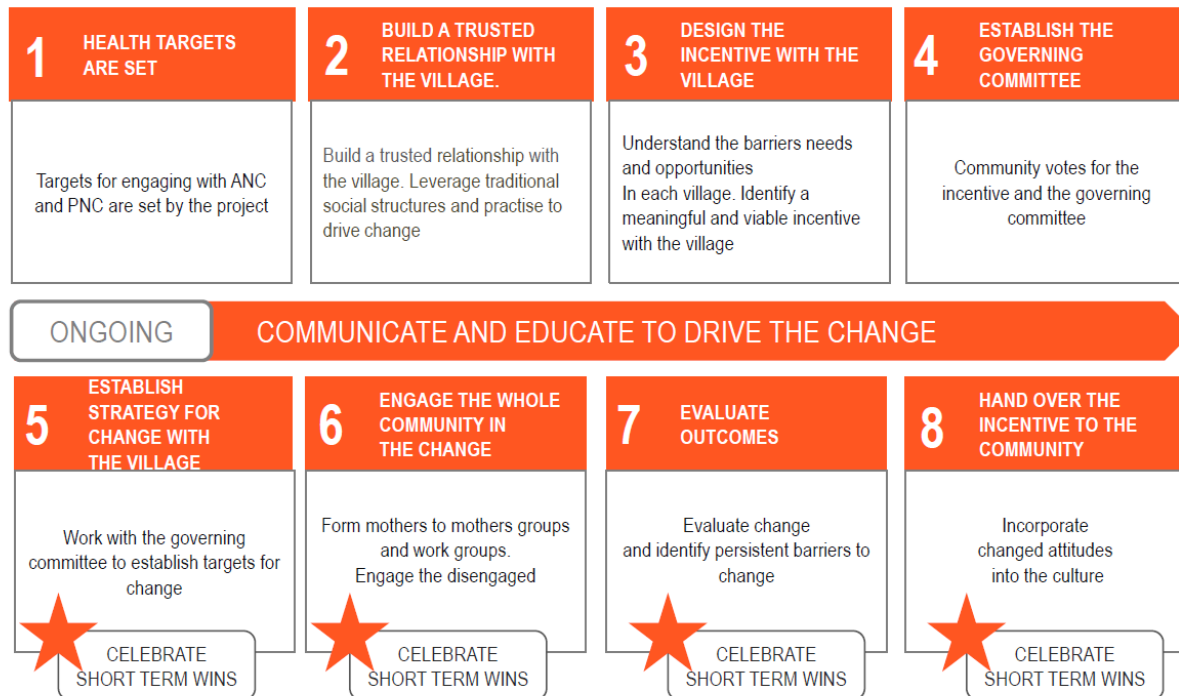 1
HEALTH TARGETS
ARE SET
Targets for engaging with ANC
and PNC are set by the project
2
BUILD A TRUSTED
RELATIONSHIP WITH
THE VILLAGE.
Build a trusted relationship with
the village. Leverage traditional
social structures and practise to
drive change
3
DESIGN THE
INCENTIVE WITH THE
VILLAGE
Understand the barriers needs
and opportunities
In each village. Identify a
meaningful and viable incentive
with the village
4
ESTABLISH THE
GOVERNING
COMMITTEE
Community votes for the
incentive and the governing
committee
ONGOING
COMMUNICATE AND EDUCATE TO DRIVE THE CHANGE
5
ESTABLISH
STRATEGY FOR
CHANGE WITH
THE VILLAGE
Work with the governing
committee to establish targets for
change
CELEBRATE
SHORT TERM WINS
6
ENGAGE THE WHOLE
COMMUNITY IN
THE CHANGE
Form mothers to mothers groups
and work groups.
Engage the disengaged
CELEBRATE
SHORT TERM WINS
7
EVALUATE
OUTCOMES
Evaluate change
and identify persistent barriers to
change
CELEBRATE
SHORT TERM WINS
8
HAND OVER THE
INCENTIVE TO THE
COMMUNITY
Incorporate
changed attitudes
into the culture
CELEBRATE
SHORT TERM WINS